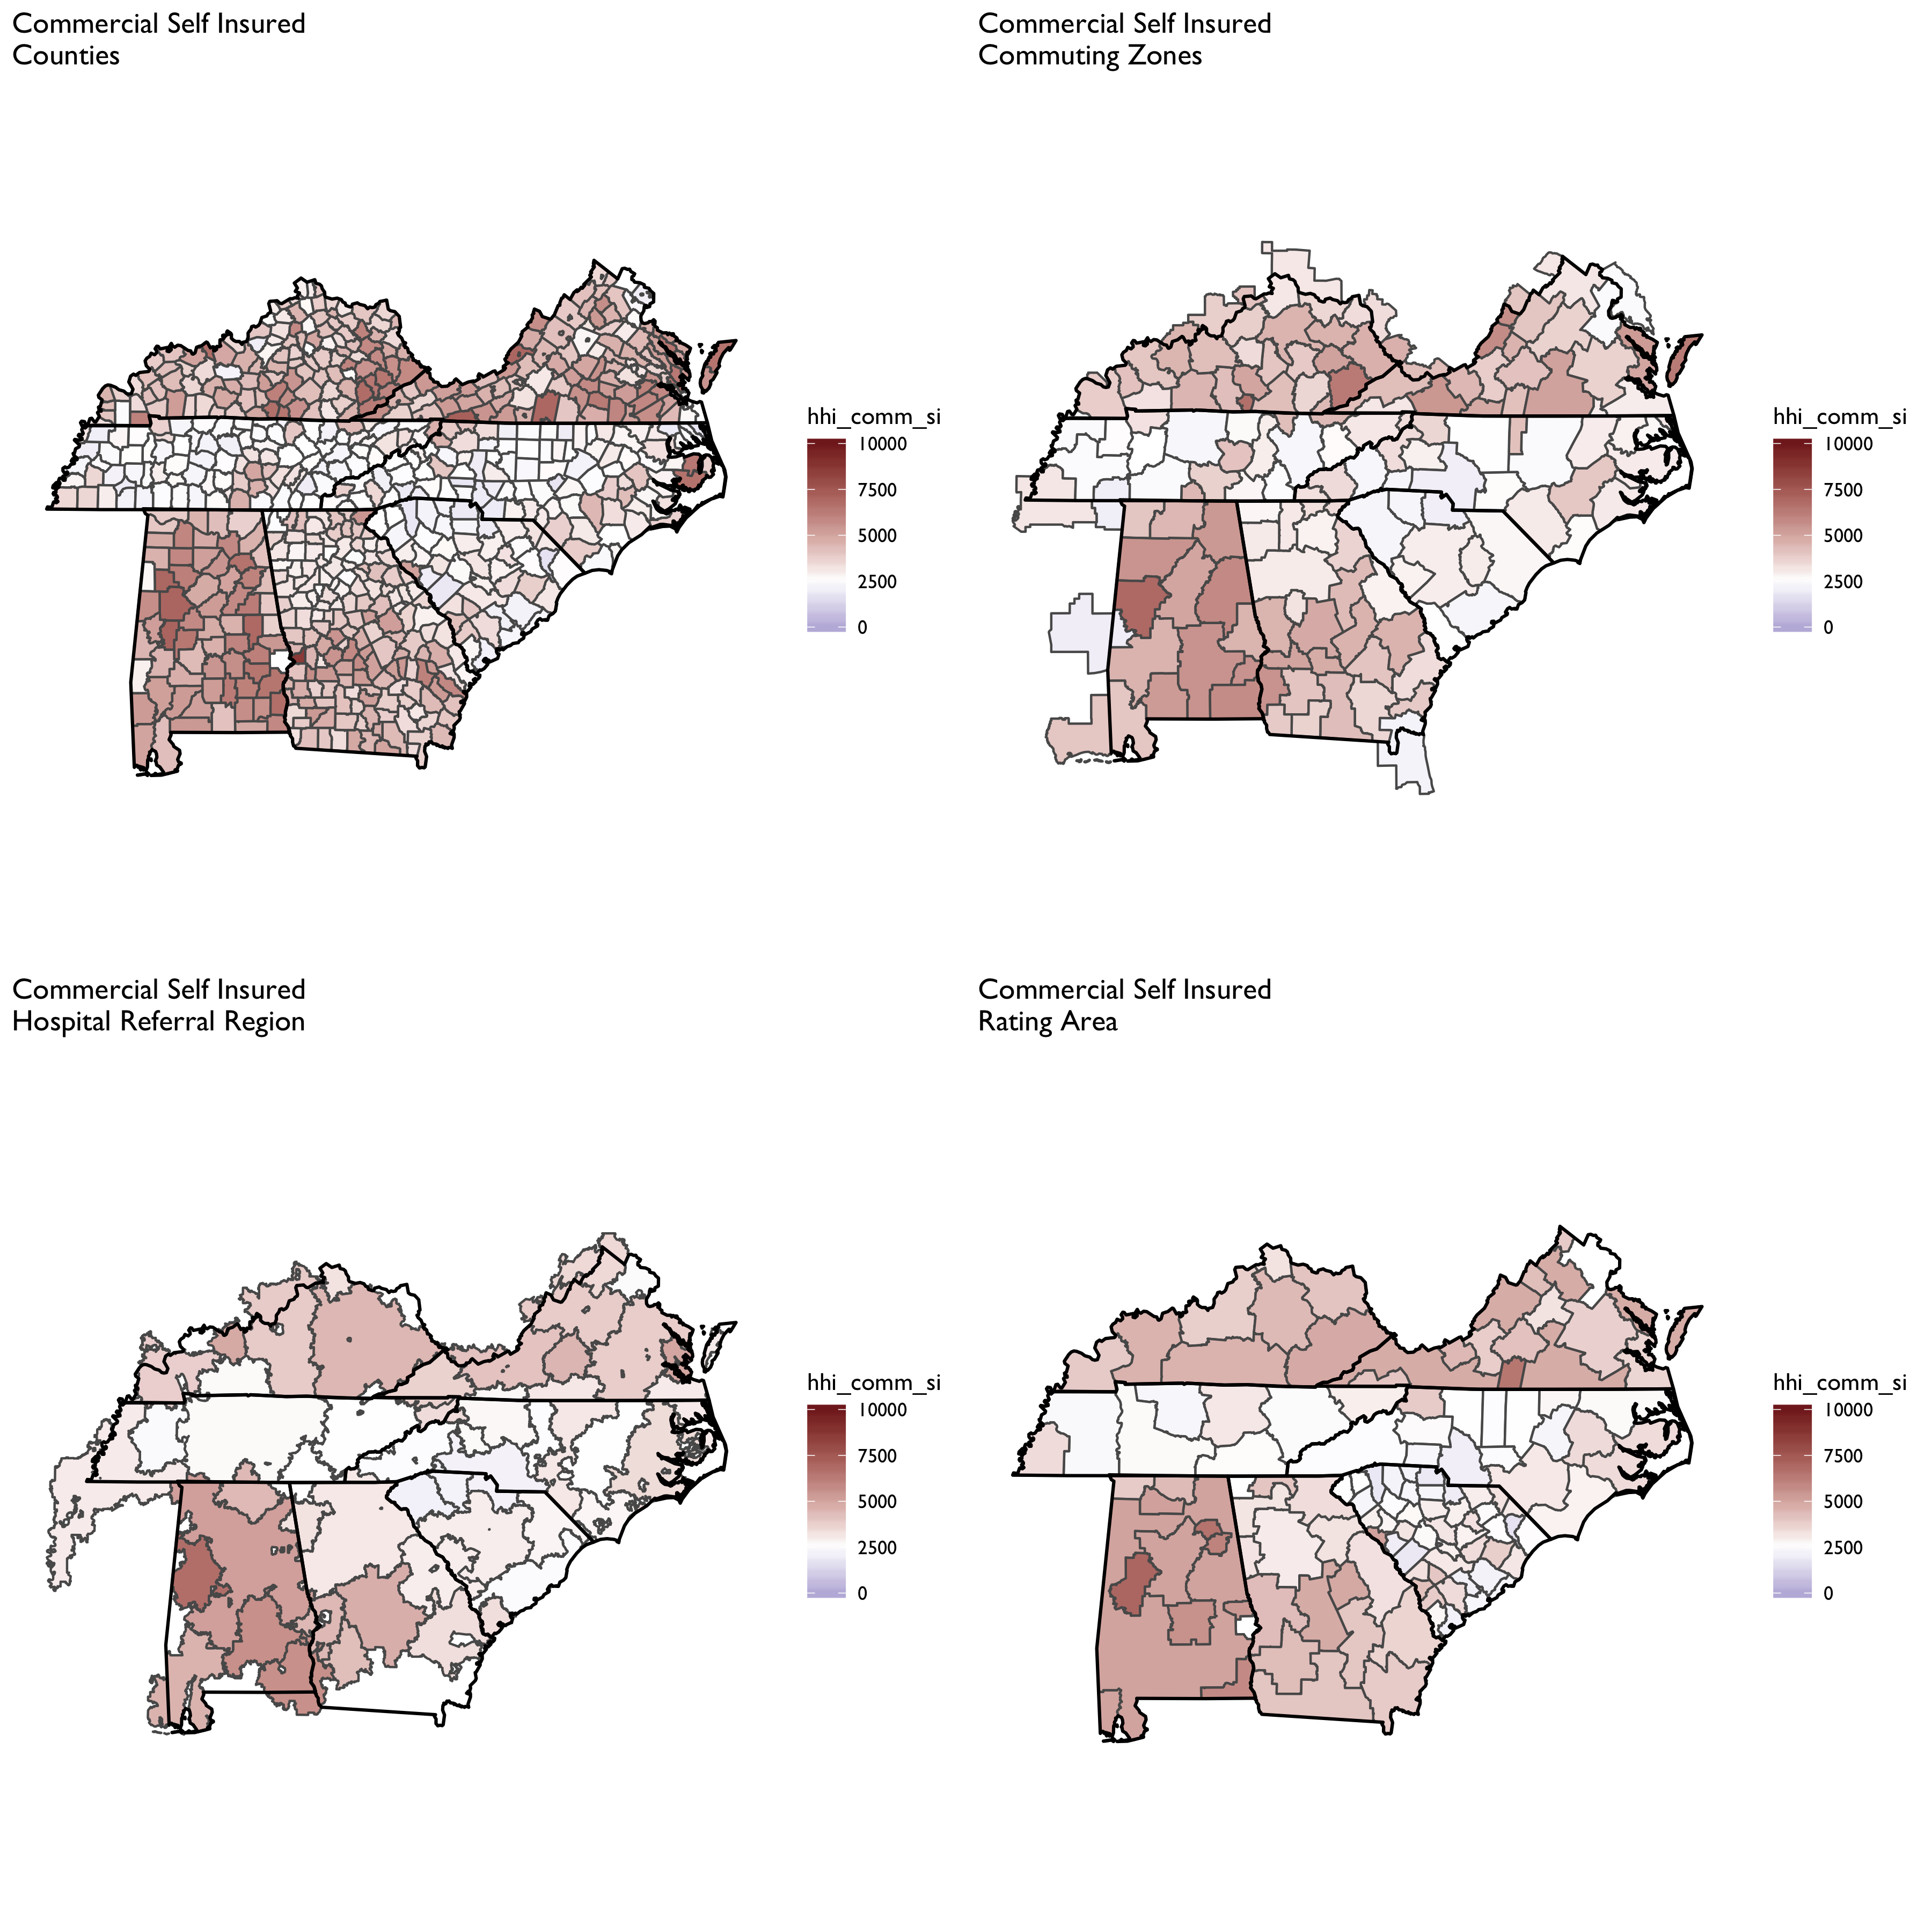 Commercial Self Insured
Counties
hhi_comm_si
10000
7500
5000
2500
0
Commercial Self Insured
Commuting Zones
hhi_comm_si
10000
7500
5000
2500
0
Commercial Self Insured
Hospital Referral Region
hhi_comm_si
10000
7500
5000
2500
0
Commercial Self Insured
Rating Area
hhi_comm_si
10000
7500
5000
2500
0